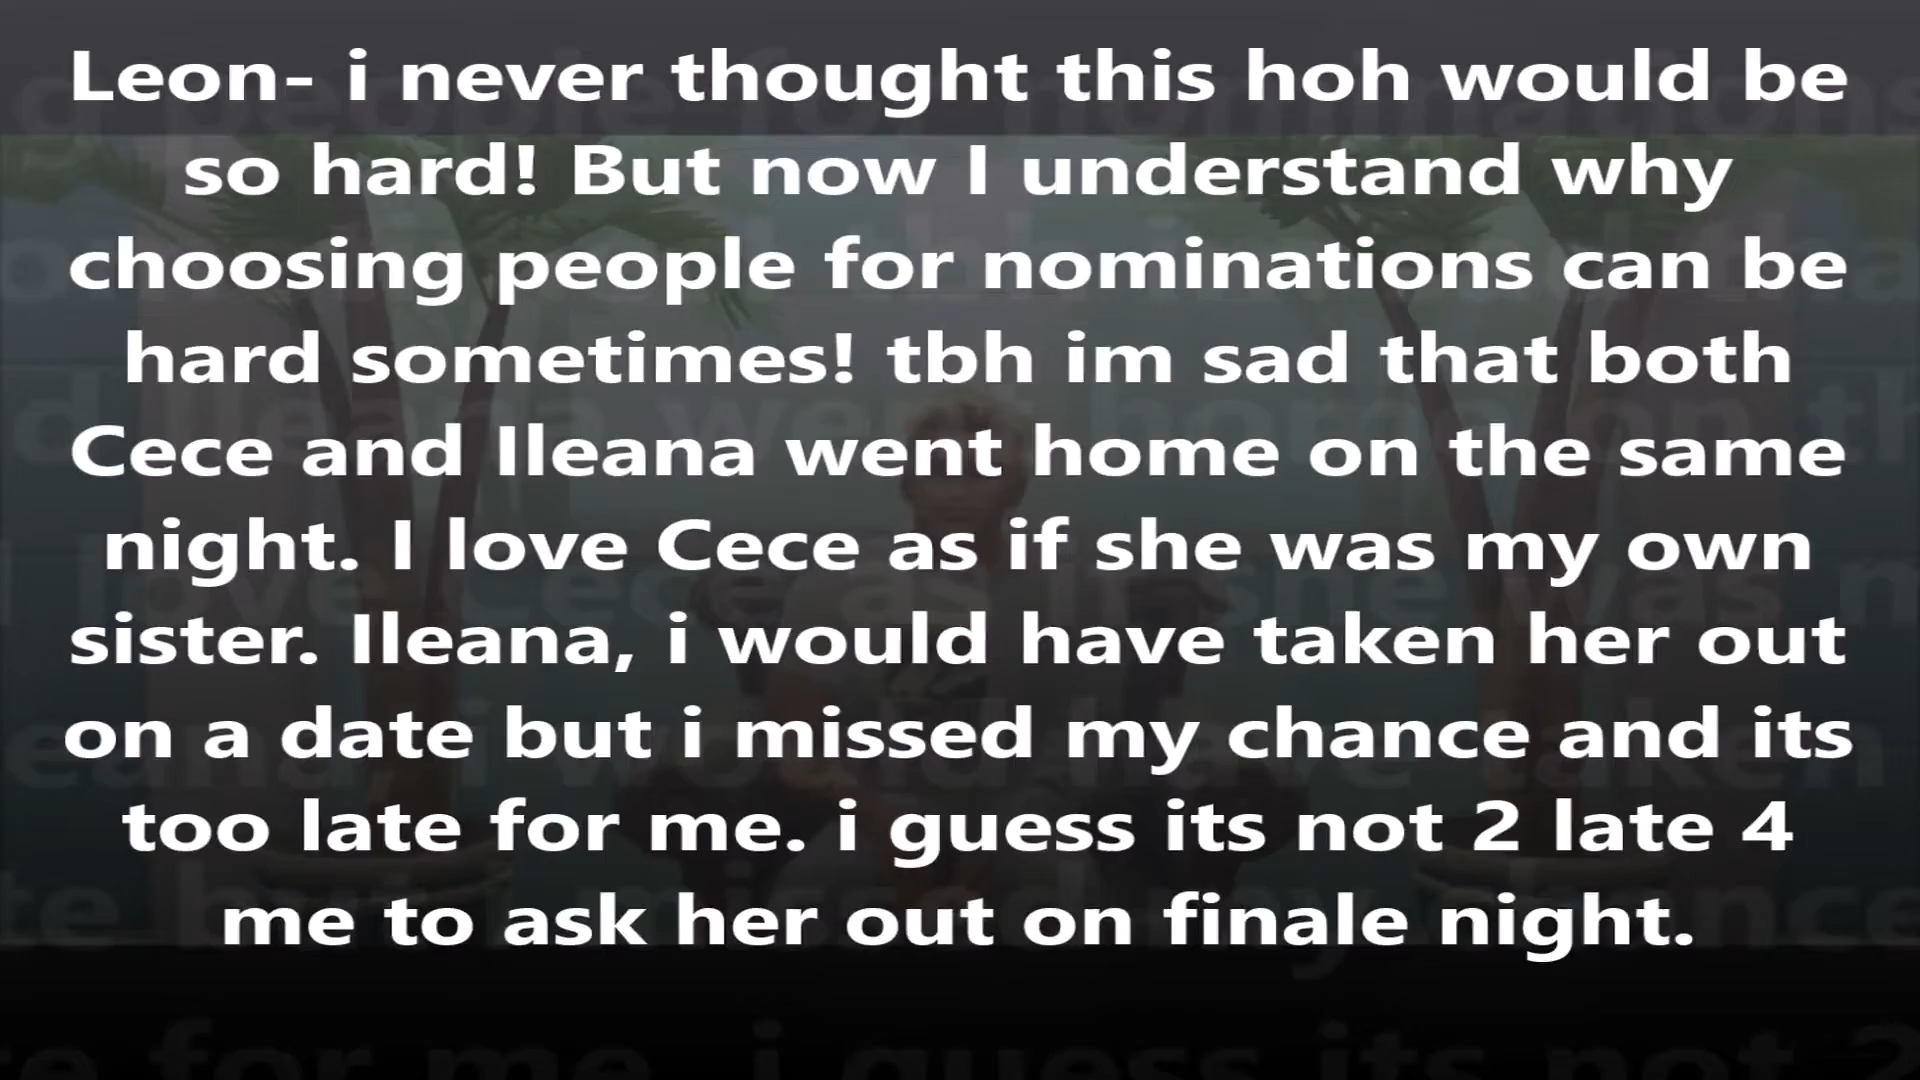 Leon- i never thought this hoh would be
so hard! But now I understand why
choosing people for nominations can be
hard sometimes! tbh im sad that both
Cece and Ileana went home on the same
night. I love Cece as if she was my own
sister. Ileana, i would have taken her out
on a date but i missed my chance and its
too late for me. i guess its not 2 late 4
me to ask her out on finale night.